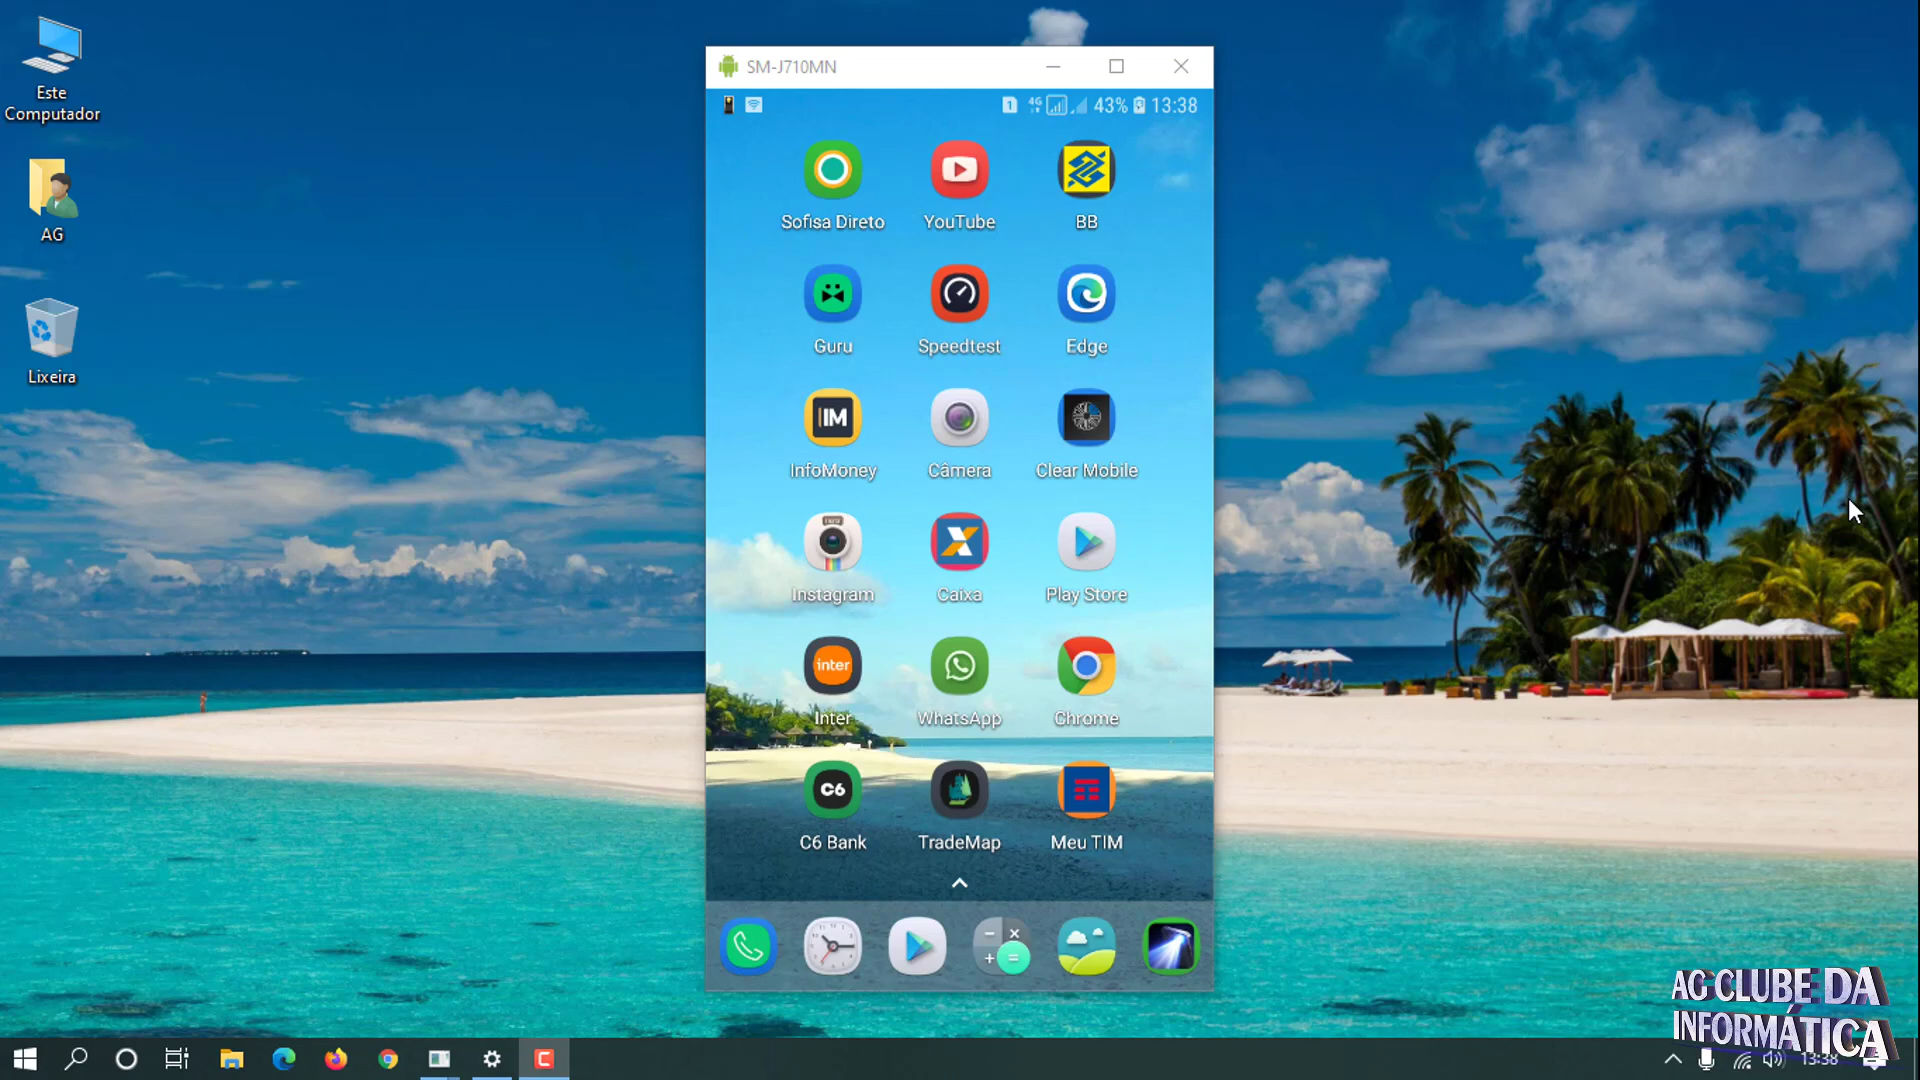 Este
Computador
AG
Lixeira
SM-J710MN
1 4G 43% 13:38
Sofisa Direto YouTube BB
Guru Speedtest Edge
IM
InfoMoney Câmera Clear Mobile
Instagram Caixa Play Store
inter
Inter WhatsApp Chrome
C6
C6 Bank TradeMap Meu TIM
AG CLUBE DA
INFORMÁTICA
13:38